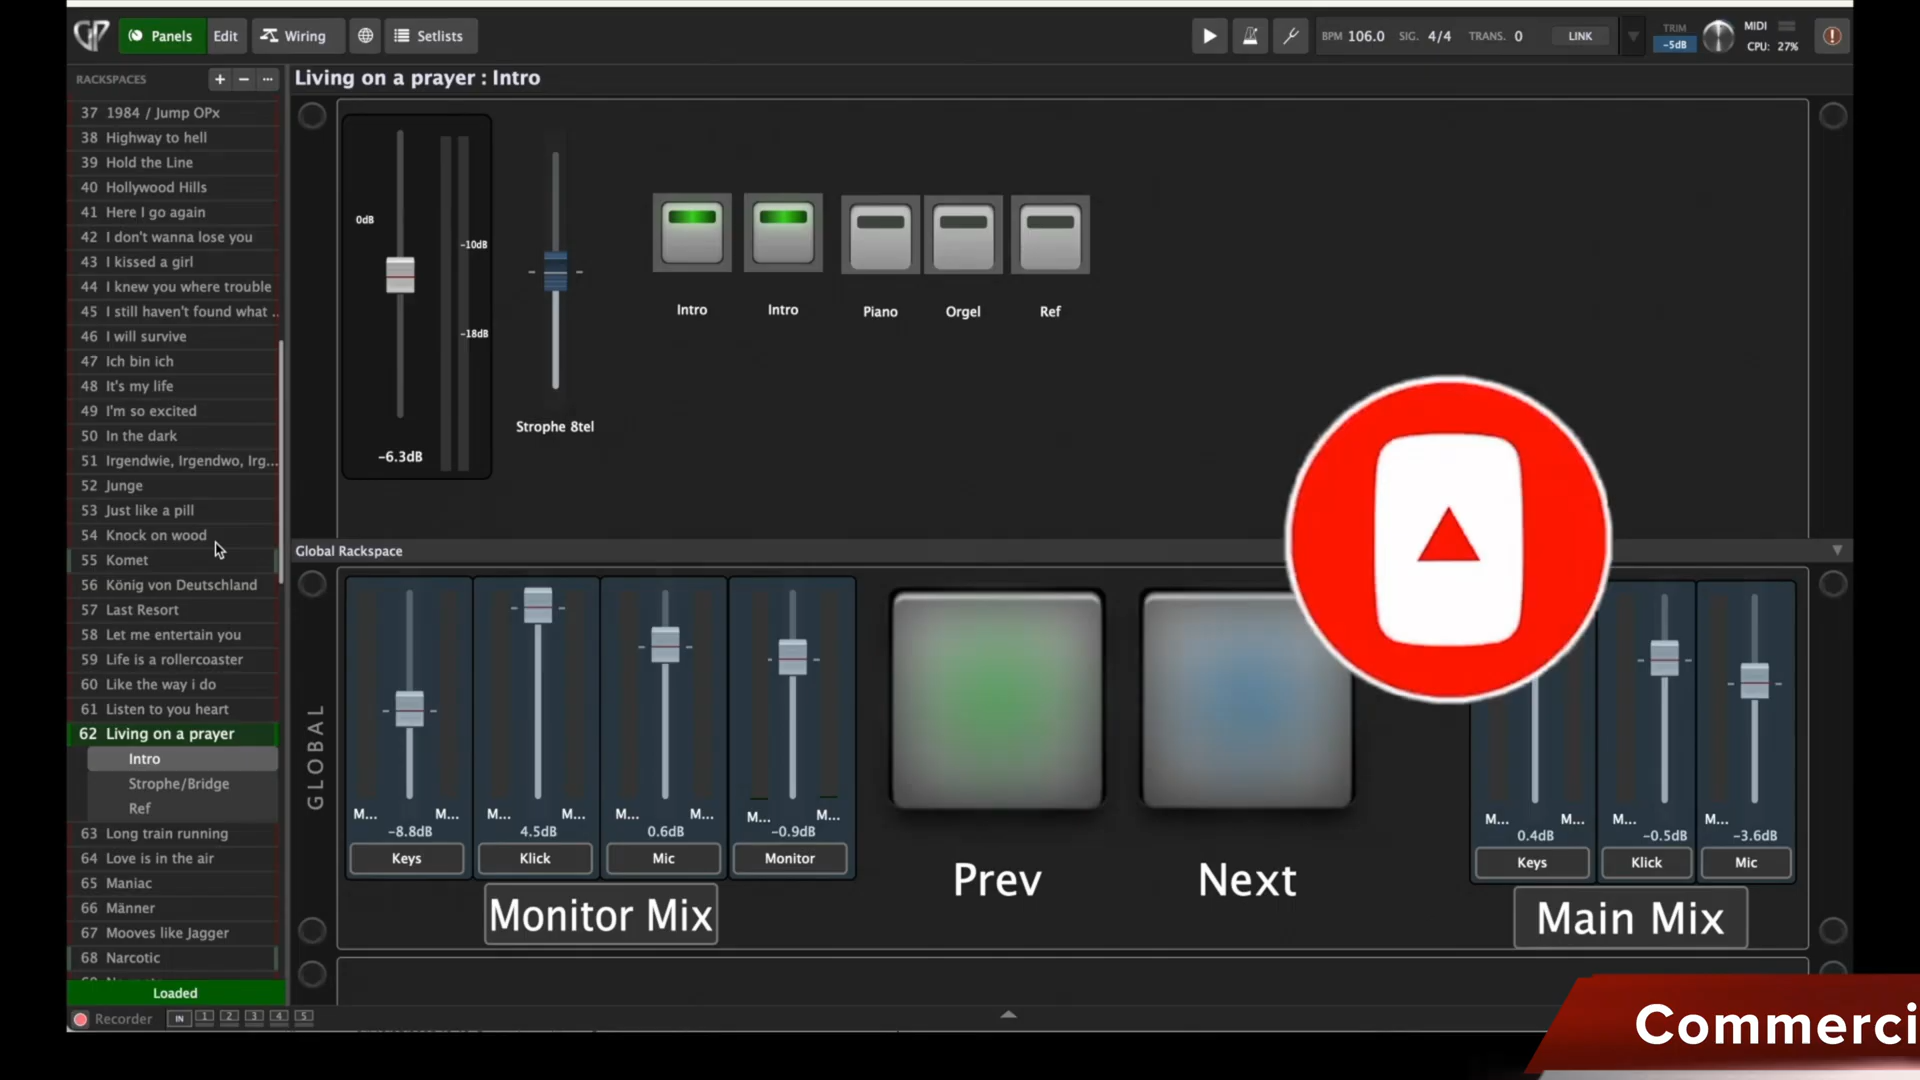 GP Panels Edit Wiring Setlists BPM 106.0 SIG. 4/4 TRANS. 0 LINK TRIM -5dB MIDI CPU: 27%
RACKSPACES + − ...
Living on a prayer : Intro
37 1984 / Jump OPx
38 Highway to hell
39 Hold the Line
40 Hollywood Hills
41 Here I go again
42 I don't wanna lose you
43 I kissed a girl
44 I knew you where trouble
45 I still haven't found what ..
46 I will survive
47 Ich bin ich
48 It's my life
49 I'm so excited
50 In the dark
51 Irgendwie, Irgendwo, Irg...
52 Junge
53 Just like a pill
54 Knock on wood
55 Komet
56 König von Deutschland
57 Last Resort
58 Let me entertain you
59 Life is a rollercoaster
60 Like the way i do
61 Listen to you heart
62 Living on a prayer
Intro
Strophe/Bridge
Ref
63 Long train running
64 Love is in the air
65 Maniac
66 Männer
67 Mooves like Jagger
68 Narcotic
Loaded
Recorder IN 1 2 3 4 5
0dB
-10dB
-18dB
-6.3dB
Strophe 8tel
Intro Intro Piano Orgel Ref
Global Rackspace
GLOBAL
M... M... M... M... M... M... M... M...
-8.8dB 4.5dB 0.6dB -0.9dB
Keys Klick Mic Monitor
Monitor Mix
Prev Next
M... M... M... M...
0.4dB -0.5dB -3.6dB
Keys Klick Mic
Main Mix
Commerci